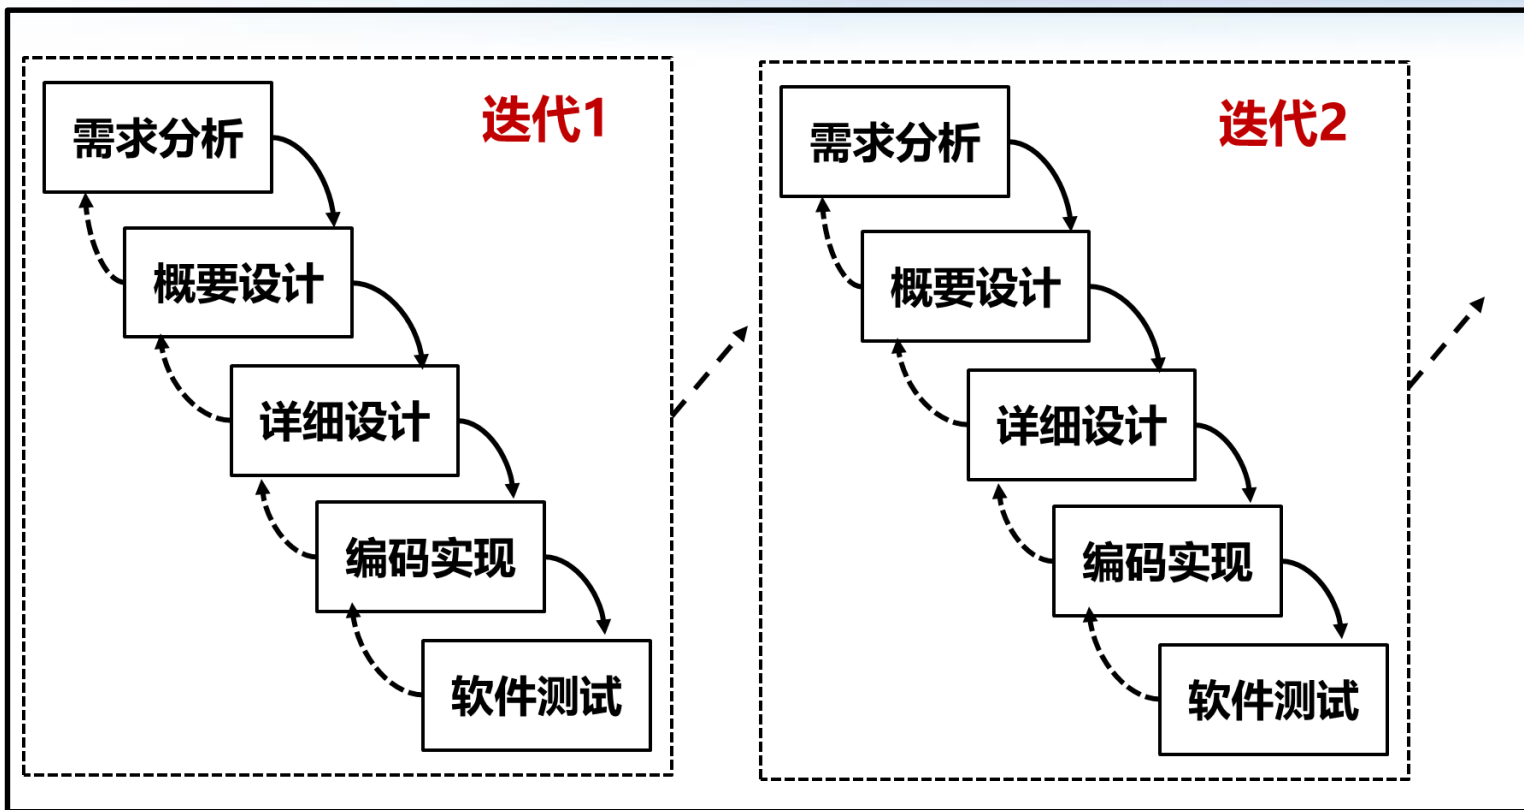 迭代1
需求分析
概要设计
详细设计
编码实现
软件测试
迭代2
需求分析
概要设计
详细设计
编码实现
软件测试